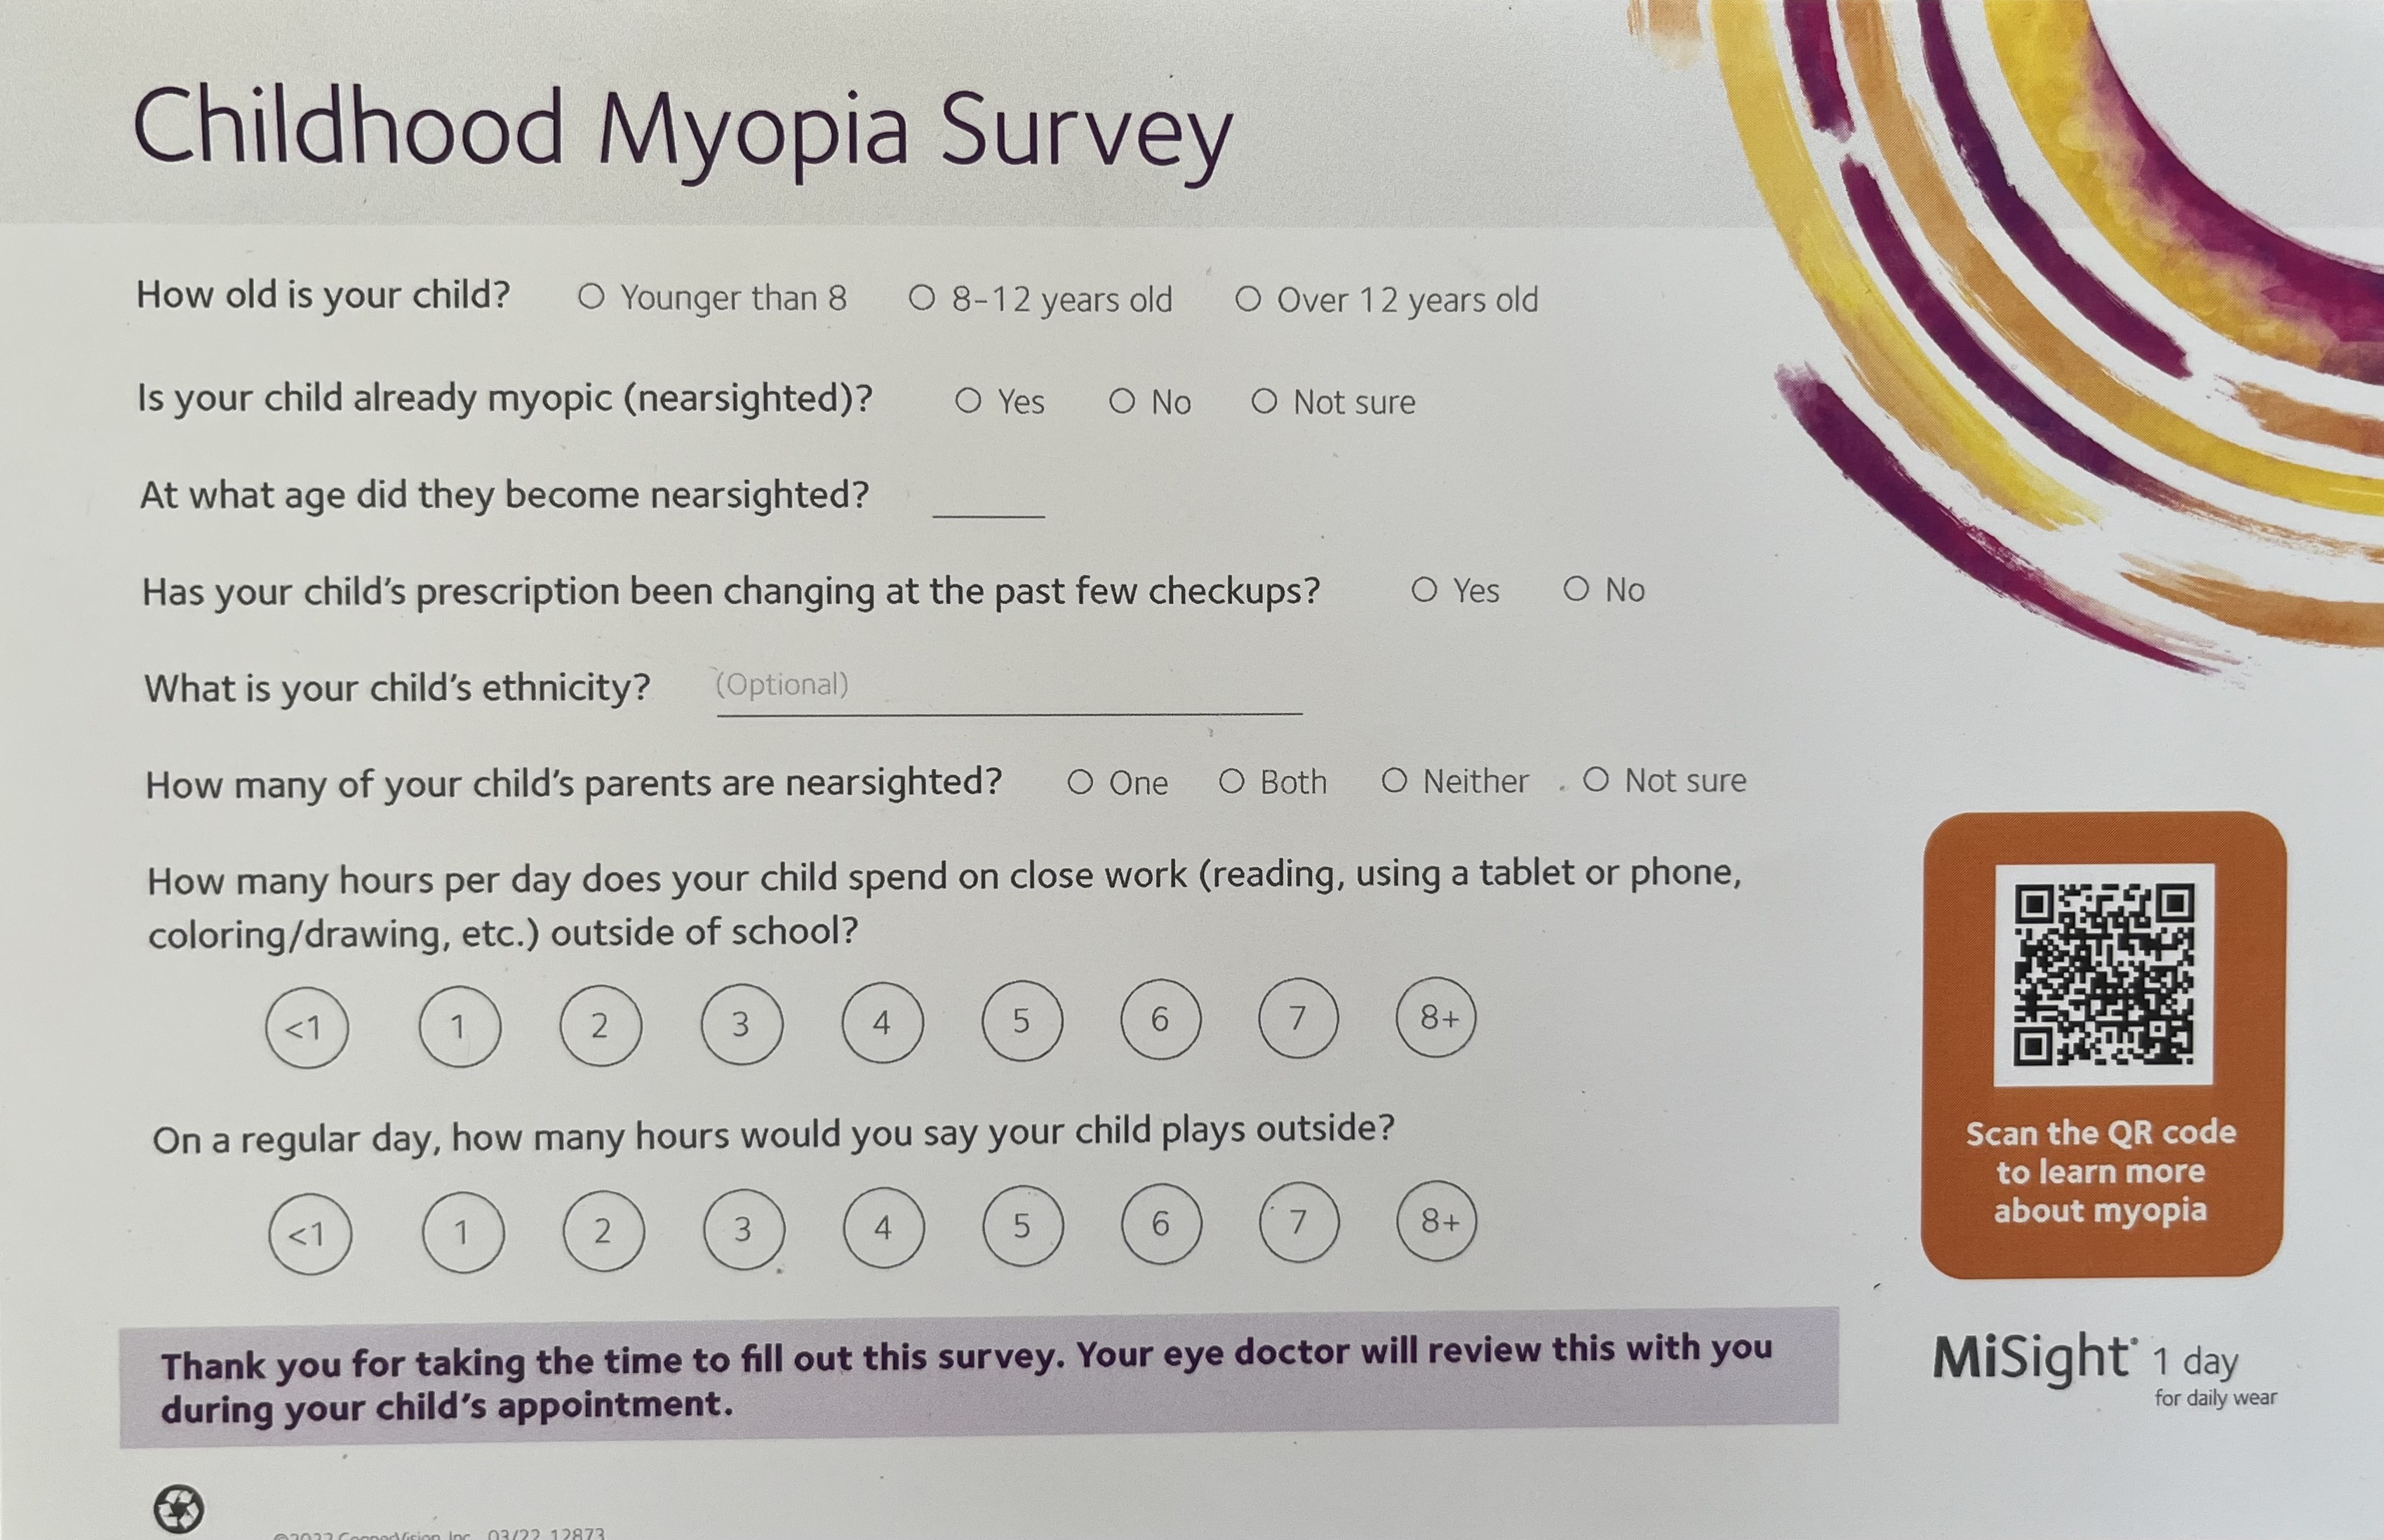 Childhood Myopia Survey
How old is your child? Younger than 8 8-12 years old Over 12 years old
Is your child already myopic (nearsighted)? Yes No Not sure
At what age did they become nearsighted?
Has your child's prescription been changing at the past few checkups? Yes No
What is your child's ethnicity? (Optional)
How many of your child's parents are nearsighted? One Both Neither Not sure
How many hours per day does your child spend on close work (reading, using a tablet or phone,
coloring/drawing, etc.) outside of school?
<1 1 2 3 4 5 6 7 8+
On a regular day, how many hours would you say your child plays outside?
<1 1 2 3 4 5 6 7 8+
Thank you for taking the time to fill out this survey. Your eye doctor will review this with you
during your child's appointment.
Scan the QR code
to learn more
about myopia
MiSight® 1 day
for daily wear
©2022 CooperVision, Inc. 03/22 12873